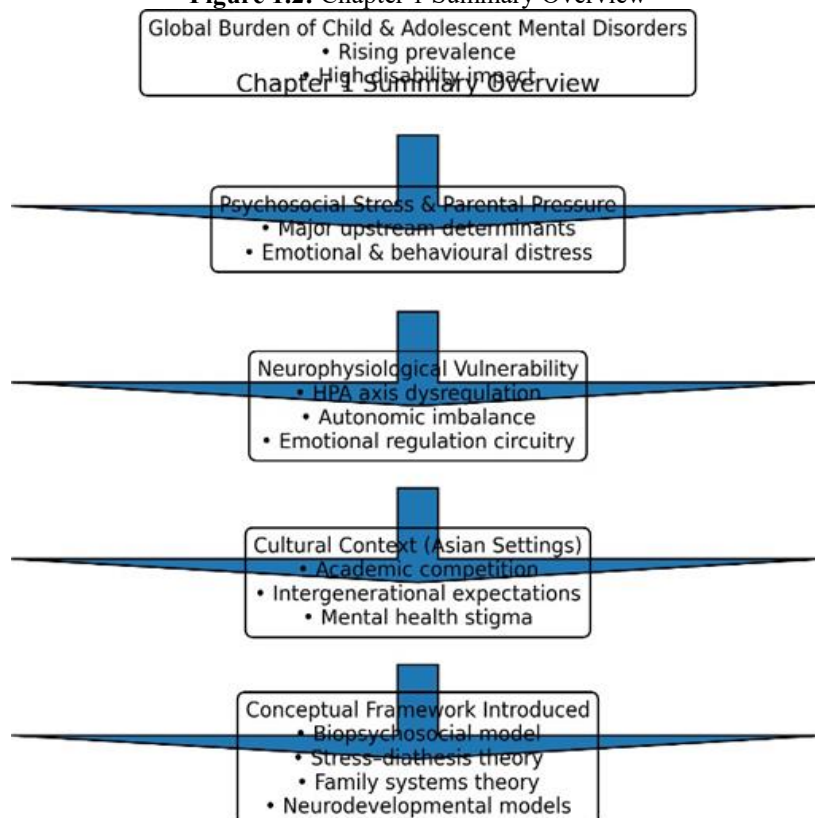 Figure 1.2: Chapter 1 Summary Overview
Global Burden of Child & Adolescent Mental Disorders
• Rising prevalence
• High disability impact
Chapter 1 Summary Overview
Psychosocial Stress & Parental Pressure
• Major upstream determinants
• Emotional & behavioural distress
Neurophysiological Vulnerability
• HPA axis dysregulation
• Autonomic imbalance
• Emotional regulation circuitry
Cultural Context (Asian Settings)
• Academic competition
• Intergenerational expectations
• Mental health stigma
Conceptual Framework Introduced
• Biopsychosocial model
• Stress–diathesis theory
• Family systems theory
• Neurodevelopmental models